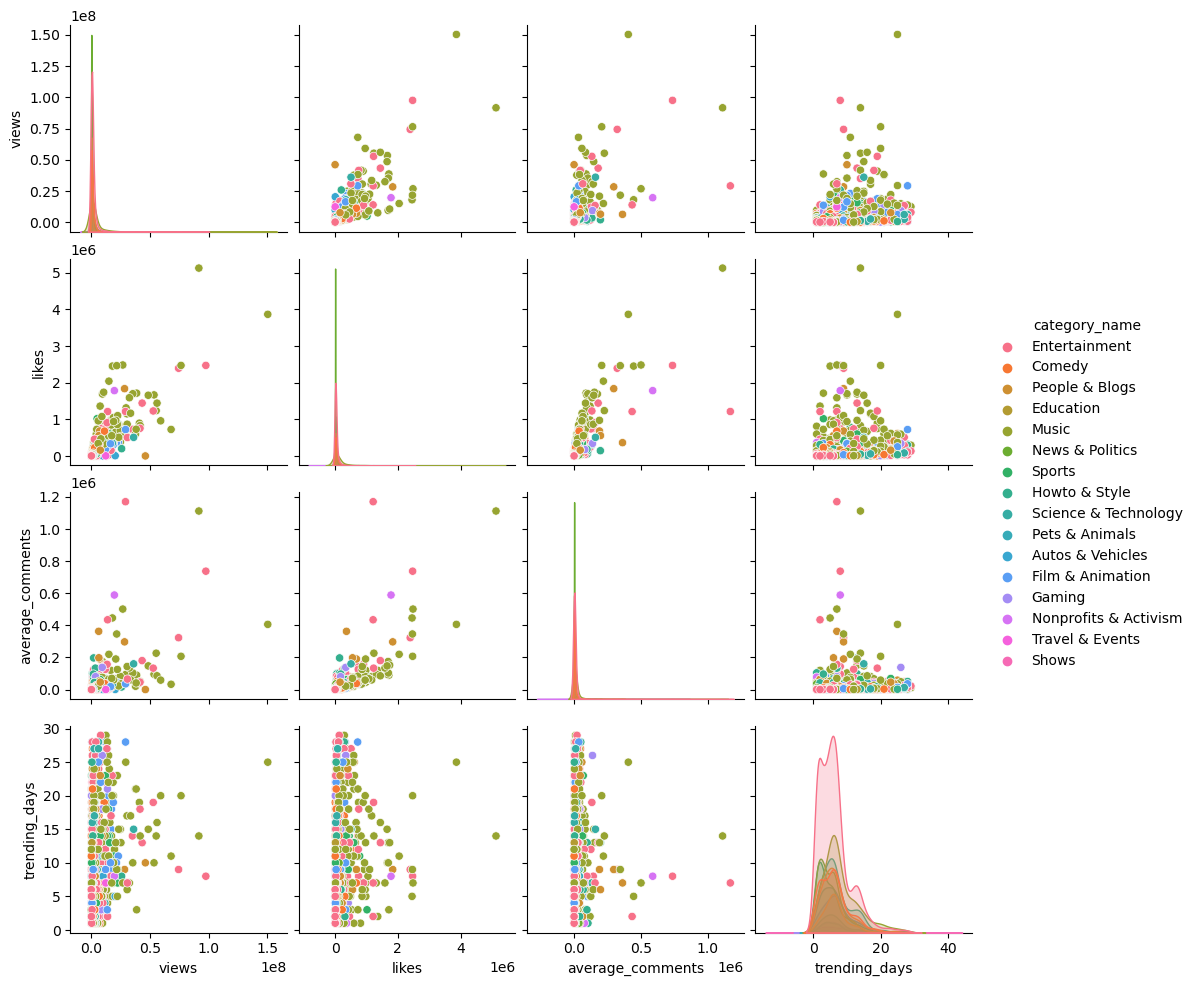 1e8
1.50
1.25
1.00
0.75
0.50
0.25
0.00
views
1e6
5
4
3
2
1
0
likes
1e6
1.2
1.0
0.8
0.6
0.4
0.2
0.0
average_comments
30
25
20
15
10
5
0
trending_days
0.0 0.5 1.0 1.5
1e8
views
0 2 4
1e6
likes
0.0 0.5 1.0
1e6
average_comments
0 20 40
trending_days
category_name
Entertainment
Comedy
People & Blogs
Education
Music
News & Politics
Sports
Howto & Style
Science & Technology
Pets & Animals
Autos & Vehicles
Film & Animation
Gaming
Nonprofits & Activism
Travel & Events
Shows